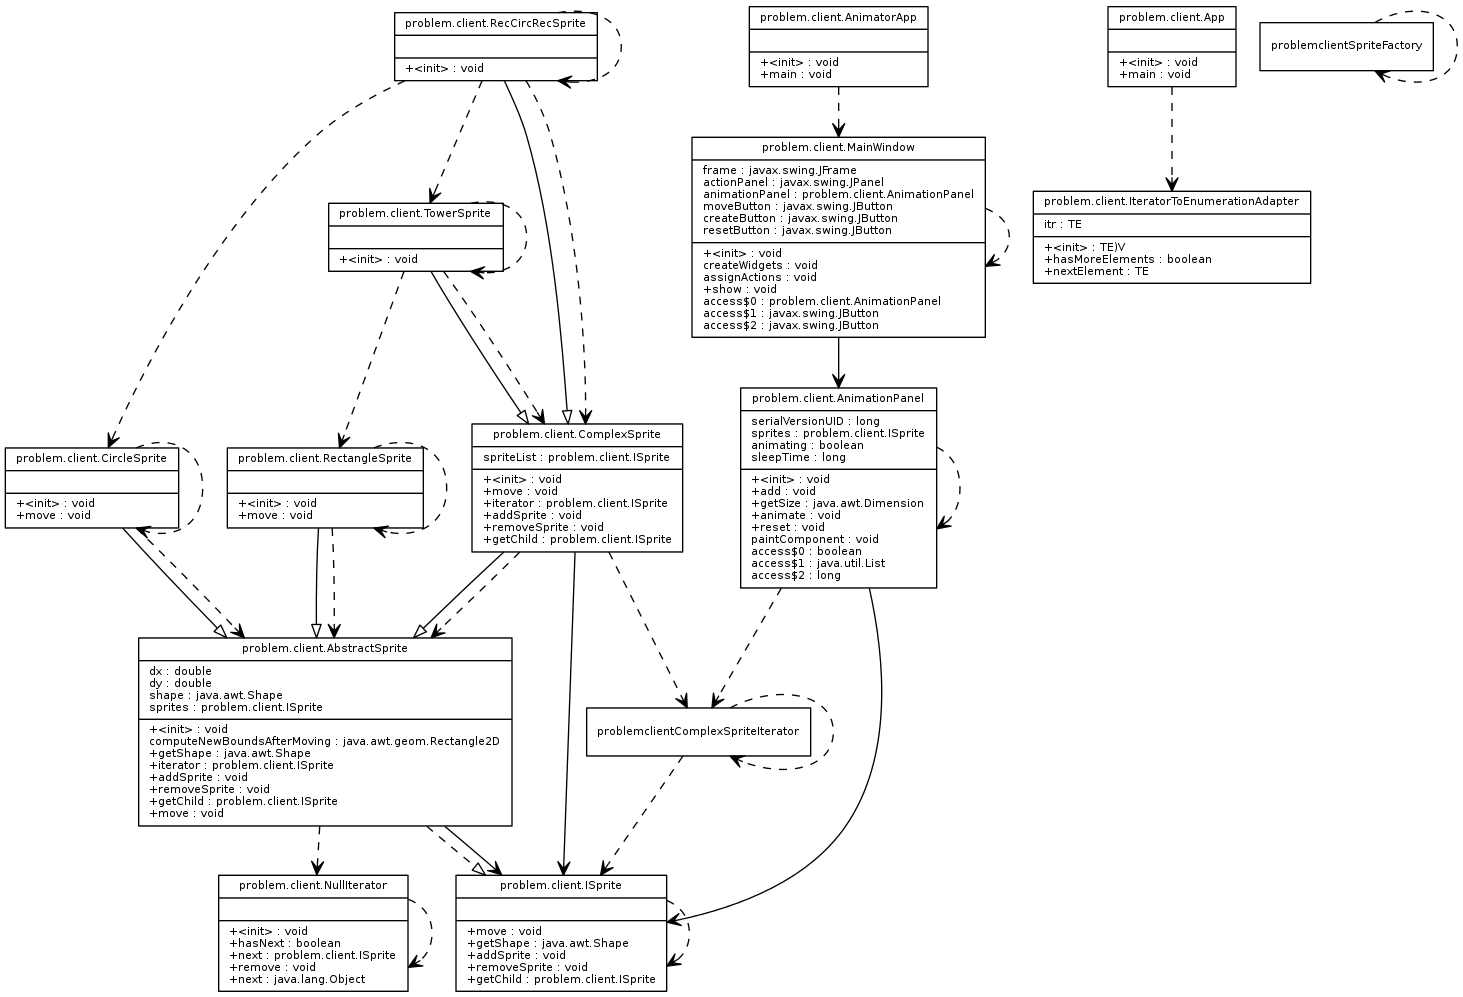 problem.client.RecCircRecSprite
+<init> : void
problem.client.AnimatorApp
+<init> : void
+main : void
problem.client.App
+<init> : void
+main : void
problemclientSpriteFactory
problem.client.MainWindow
frame : javax.swing.JFrame
actionPanel : javax.swing.JPanel
animationPanel : problem.client.AnimationPanel
moveButton : javax.swing.JButton
createButton : javax.swing.JButton
resetButton : javax.swing.JButton
+<init> : void
createWidgets : void
assignActions : void
+show : void
access$0 : problem.client.AnimationPanel
access$1 : javax.swing.JButton
access$2 : javax.swing.JButton
problem.client.IteratorToEnumerationAdapter
itr : TE
+<init> : TE)V
+hasMoreElements : boolean
+nextElement : TE
problem.client.TowerSprite
+<init> : void
problem.client.CircleSprite
+<init> : void
+move : void
problem.client.RectangleSprite
+<init> : void
+move : void
problem.client.ComplexSprite
spriteList : problem.client.ISprite
+<init> : void
+move : void
+iterator : problem.client.ISprite
+addSprite : void
+removeSprite : void
+getChild : problem.client.ISprite
problem.client.AnimationPanel
serialVersionUID : long
sprites : problem.client.ISprite
animating : boolean
sleepTime : long
+<init> : void
+add : void
+getSize : java.awt.Dimension
+animate : void
+reset : void
paintComponent : void
access$0 : boolean
access$1 : java.util.List
access$2 : long
problem.client.AbstractSprite
dx : double
dy : double
shape : java.awt.Shape
sprites : problem.client.ISprite
+<init> : void
computeNewBoundsAfterMoving : java.awt.geom.Rectangle2D
+getShape : java.awt.Shape
+iterator : problem.client.ISprite
+addSprite : void
+removeSprite : void
+getChild : problem.client.ISprite
+move : void
problemclientComplexSpriteIterator
problem.client.NullIterator
+<init> : void
+hasNext : boolean
+next : problem.client.ISprite
+remove : void
+next : java.lang.Object
problem.client.ISprite
+move : void
+getShape : java.awt.Shape
+addSprite : void
+removeSprite : void
+getChild : problem.client.ISprite